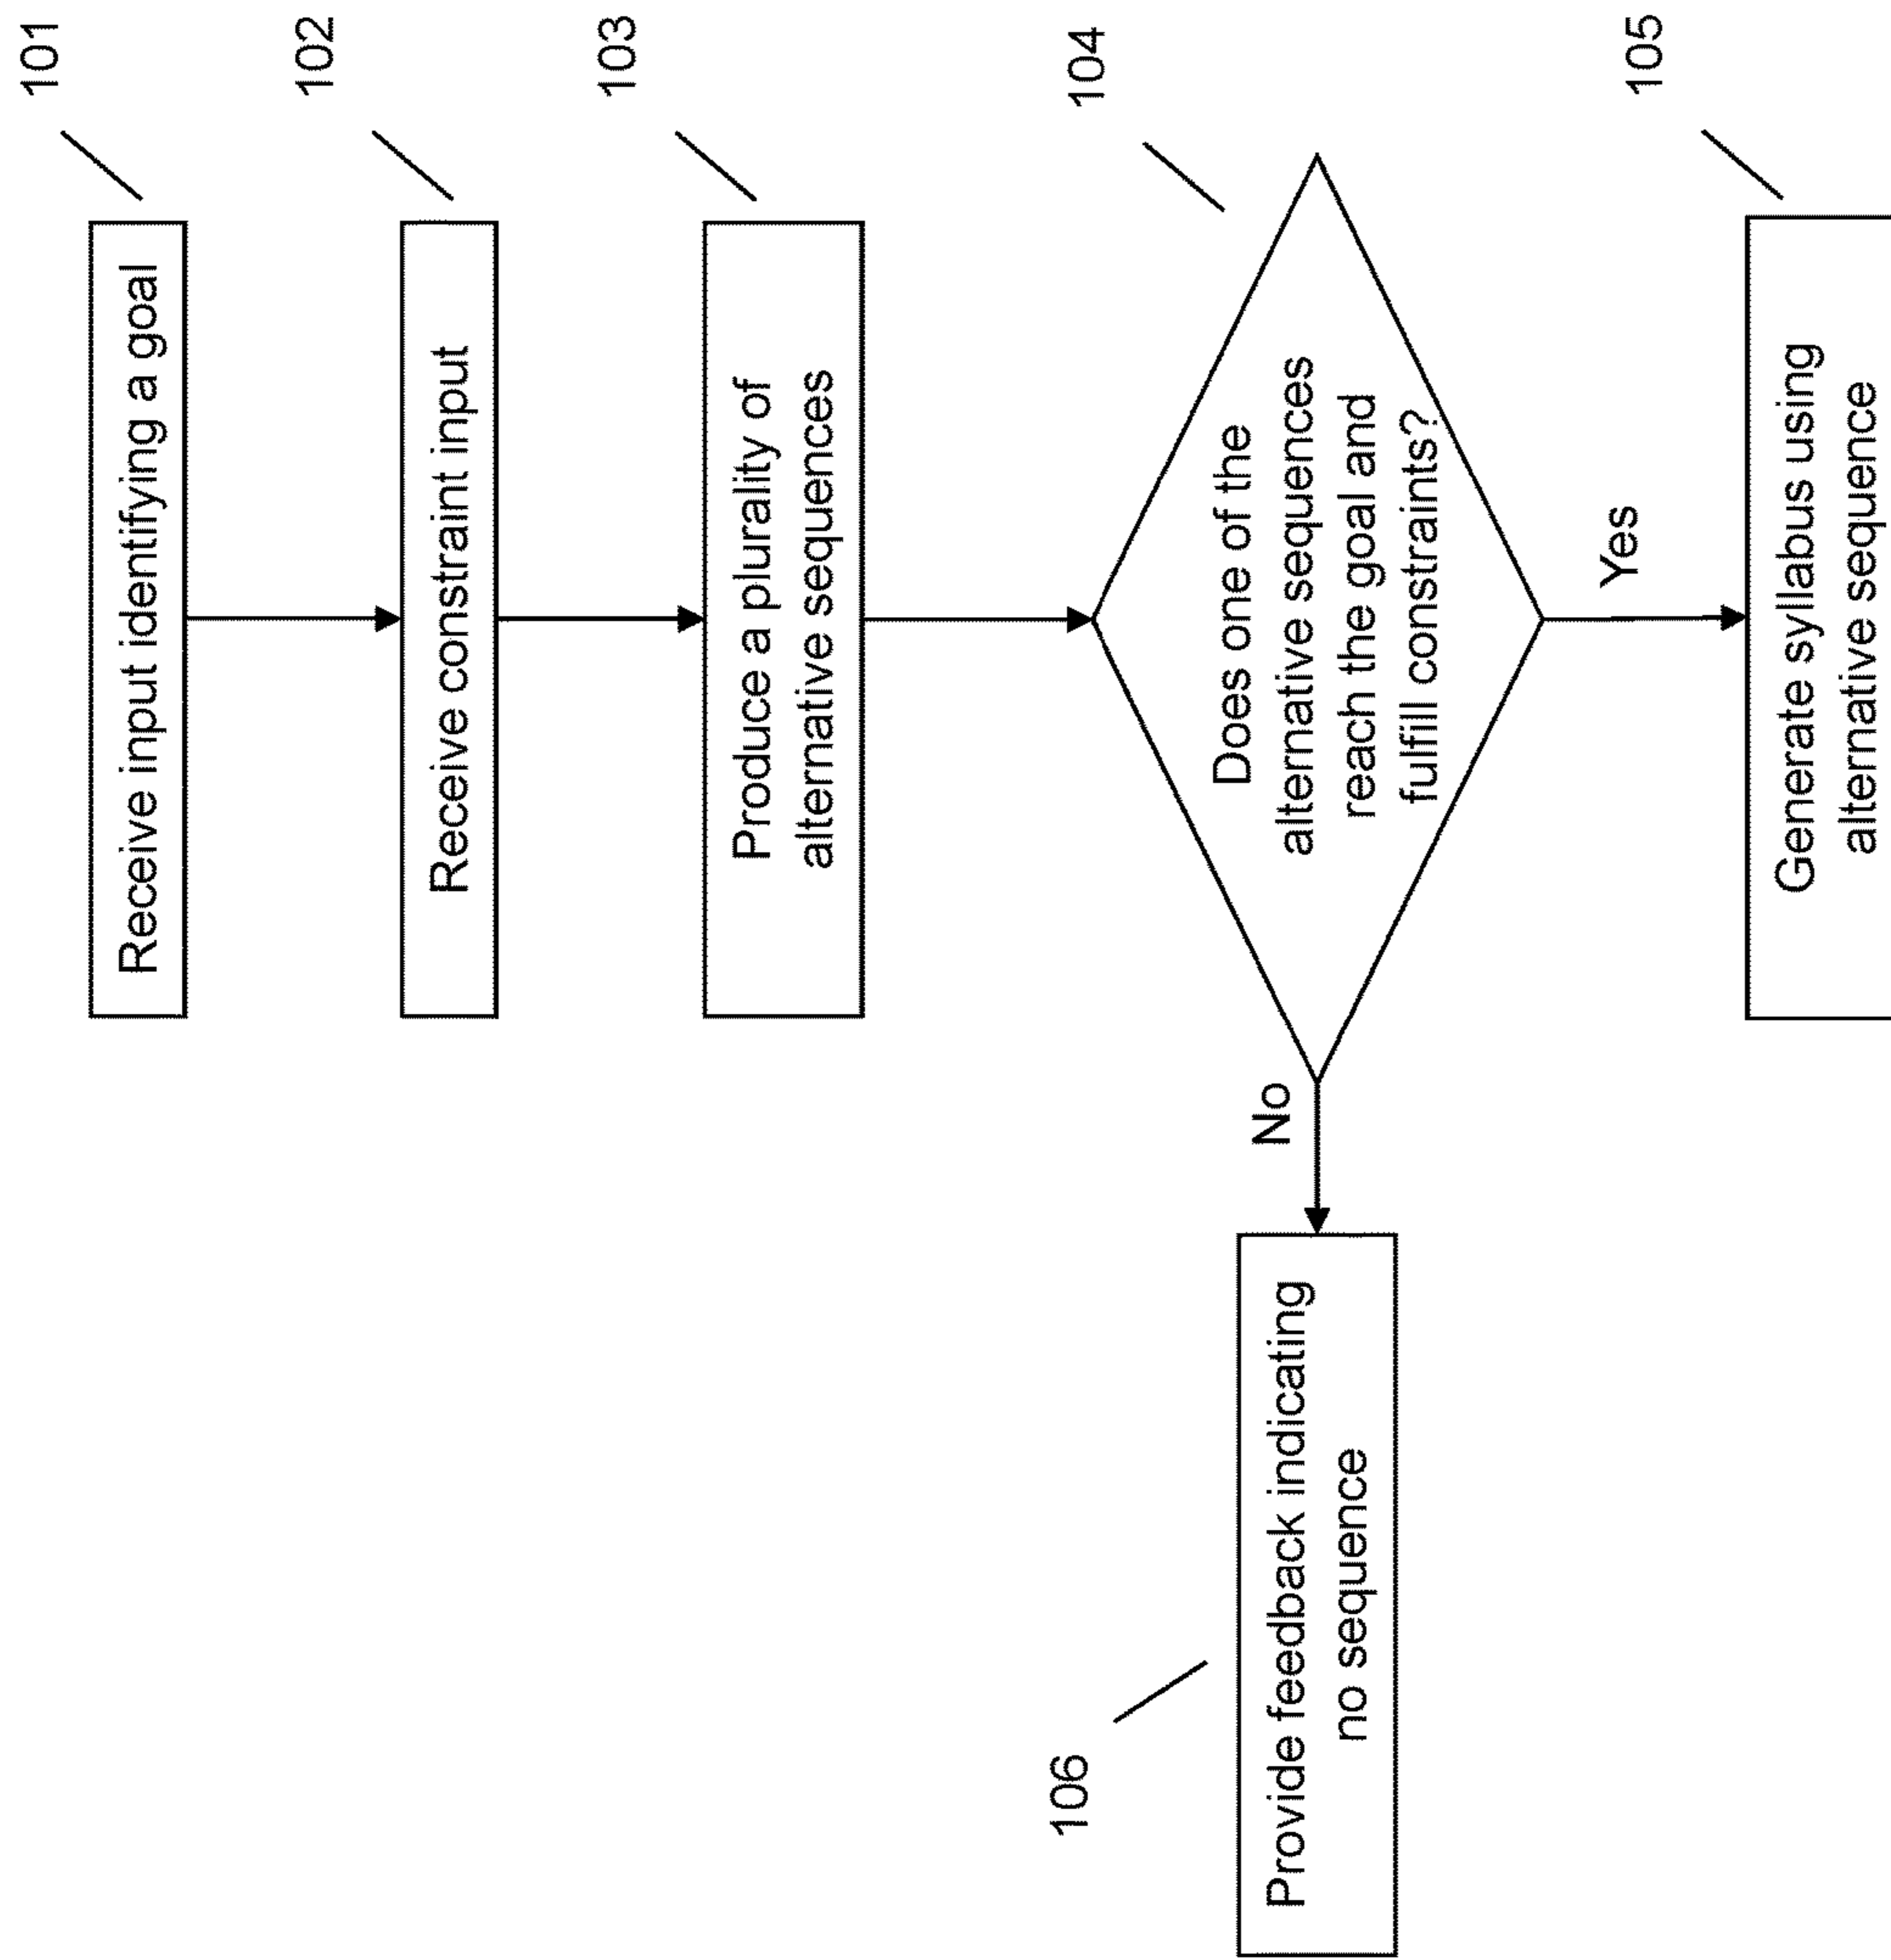 101
Receive input identifying a goal
102
Receive constraint input
103
Produce a plurality of
alternative sequences
104
Does one of the
alternative sequences
reach the goal and
fulfill constraints?
No
Yes
106
Provide feedback indicating
no sequence
105
Generate syllabus using
alternative sequence